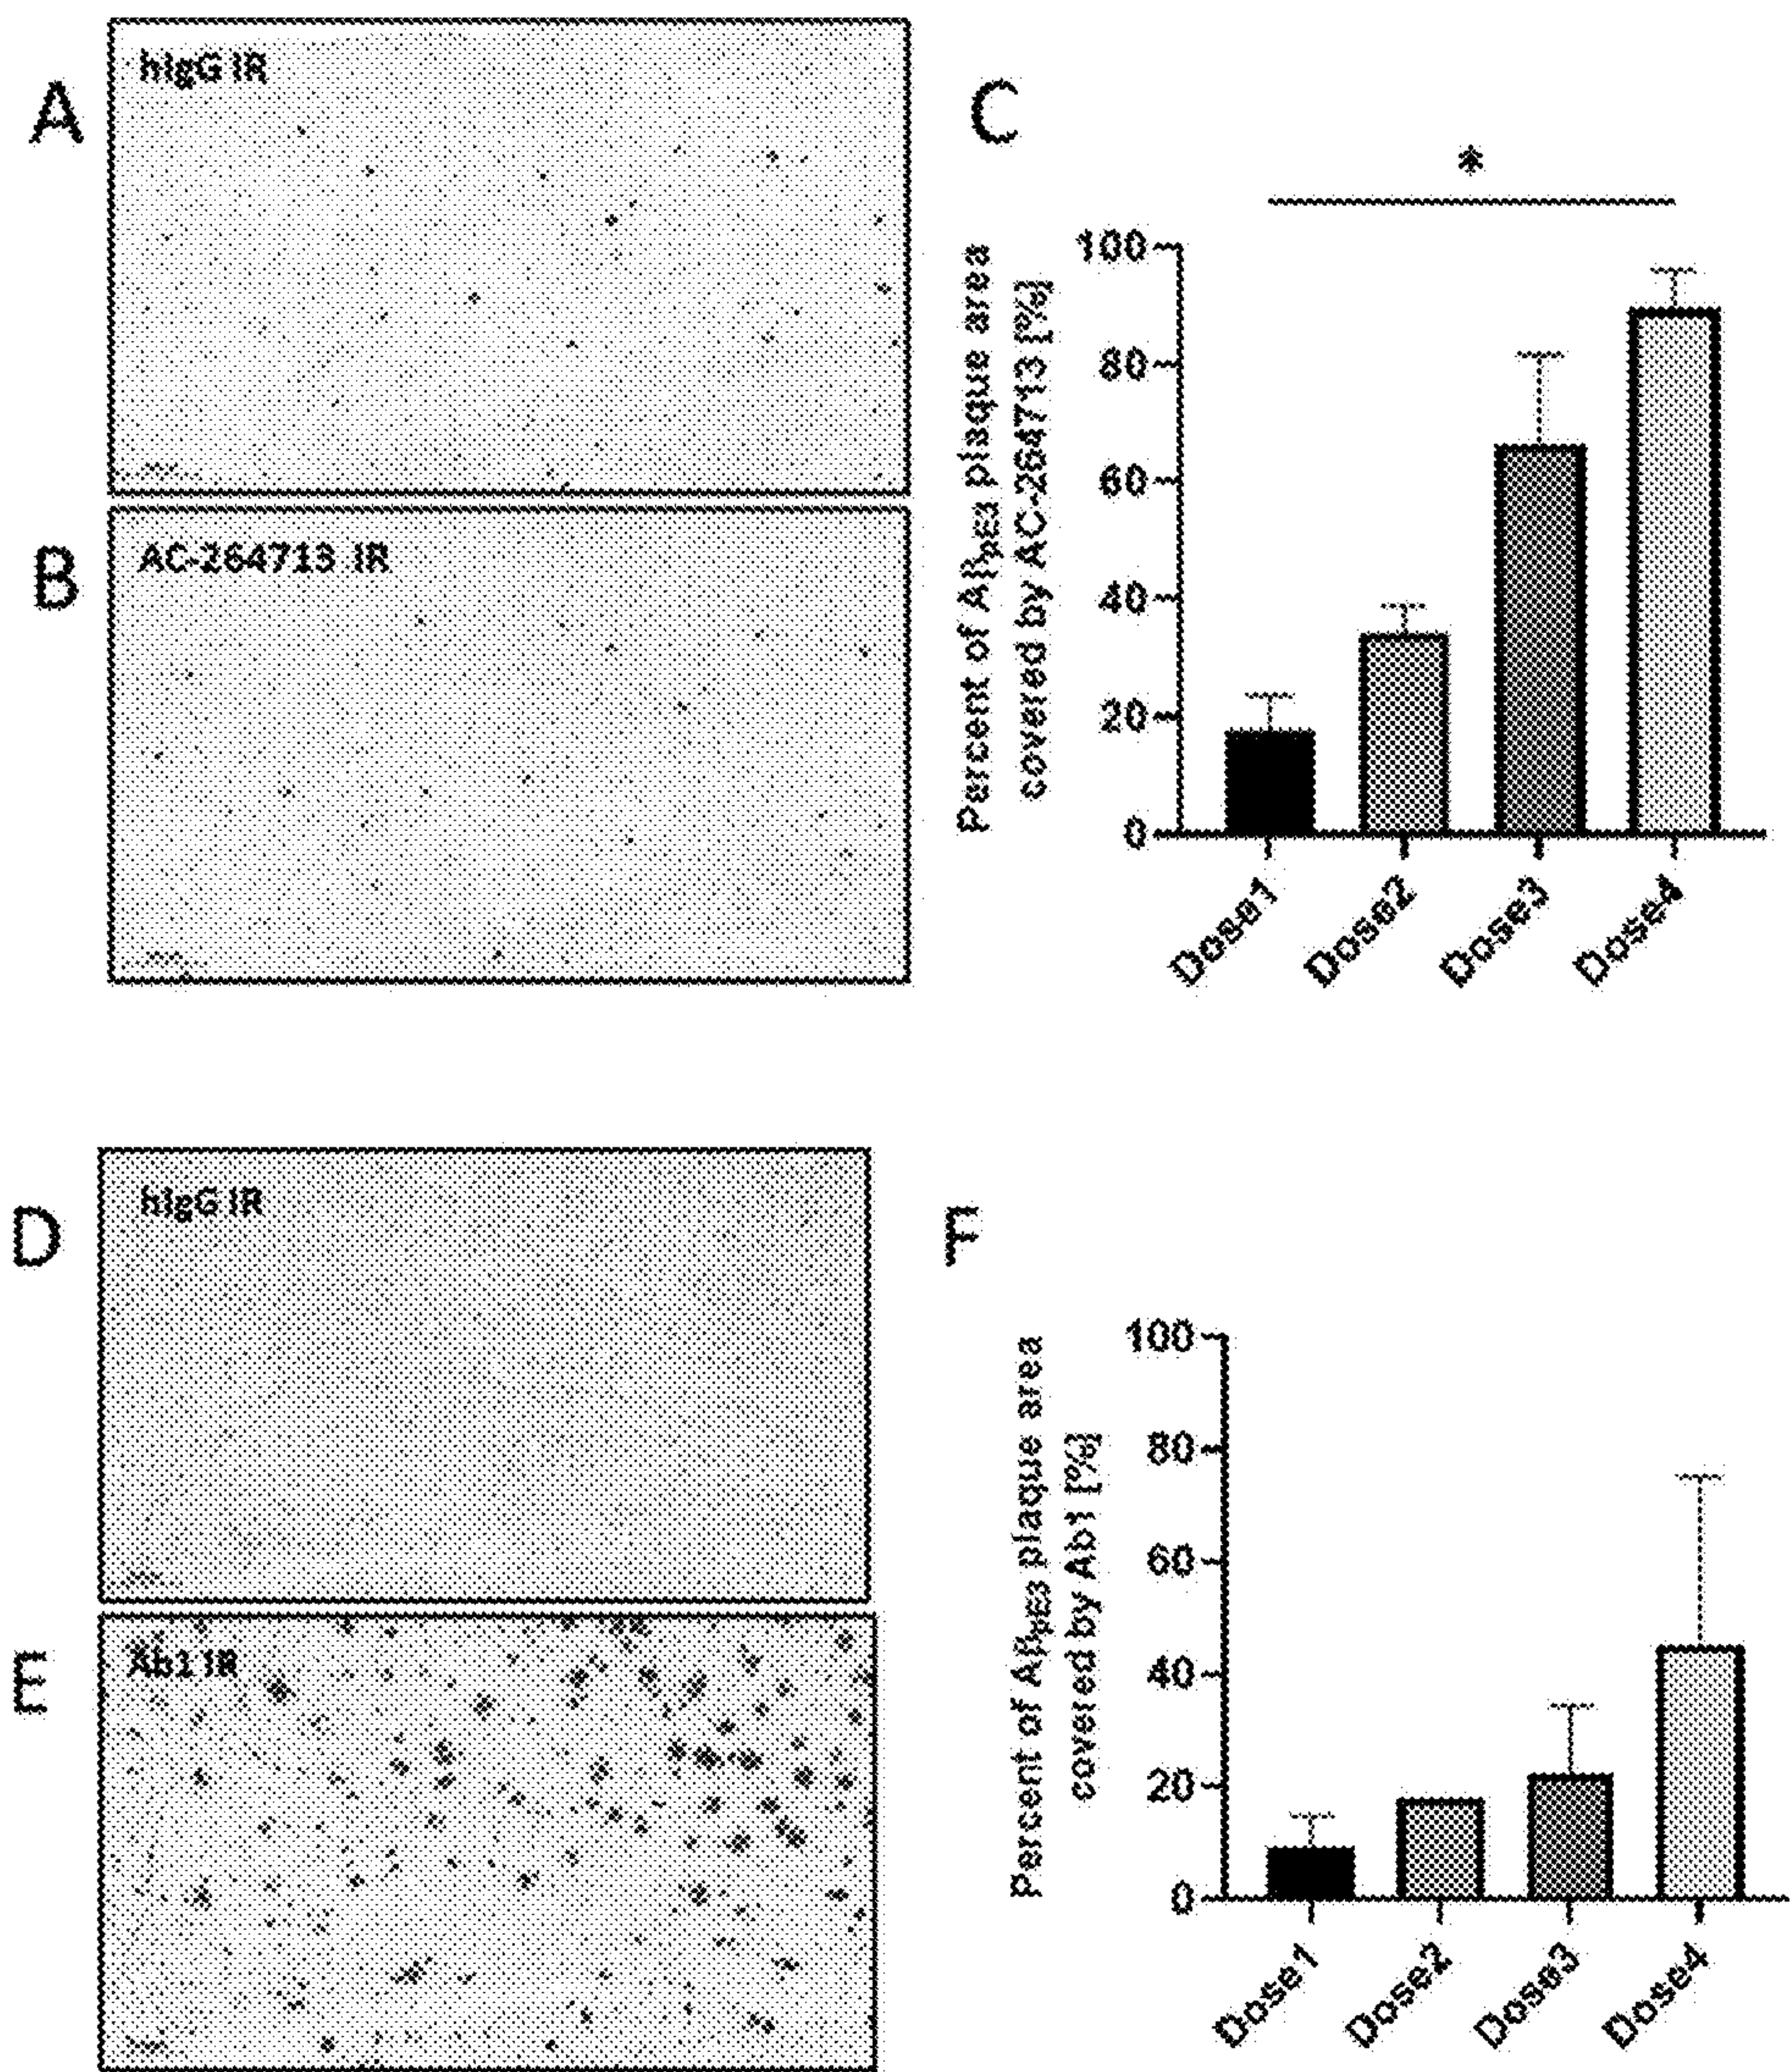 A
hIgG IR
B
AC-264713 IR
C
*
Percent of AβpE3 plaque area
covered by AC-264713 [%]
100
80
60
40
20
0
Dose1
Dose2
Dose3
Dose4
D
hIgG IR
E
Ab1 IR
F
Percent of AβpE3 plaque area
covered by Ab1 [%]
100
80
60
40
20
0
Dose1
Dose2
Dose3
Dose4